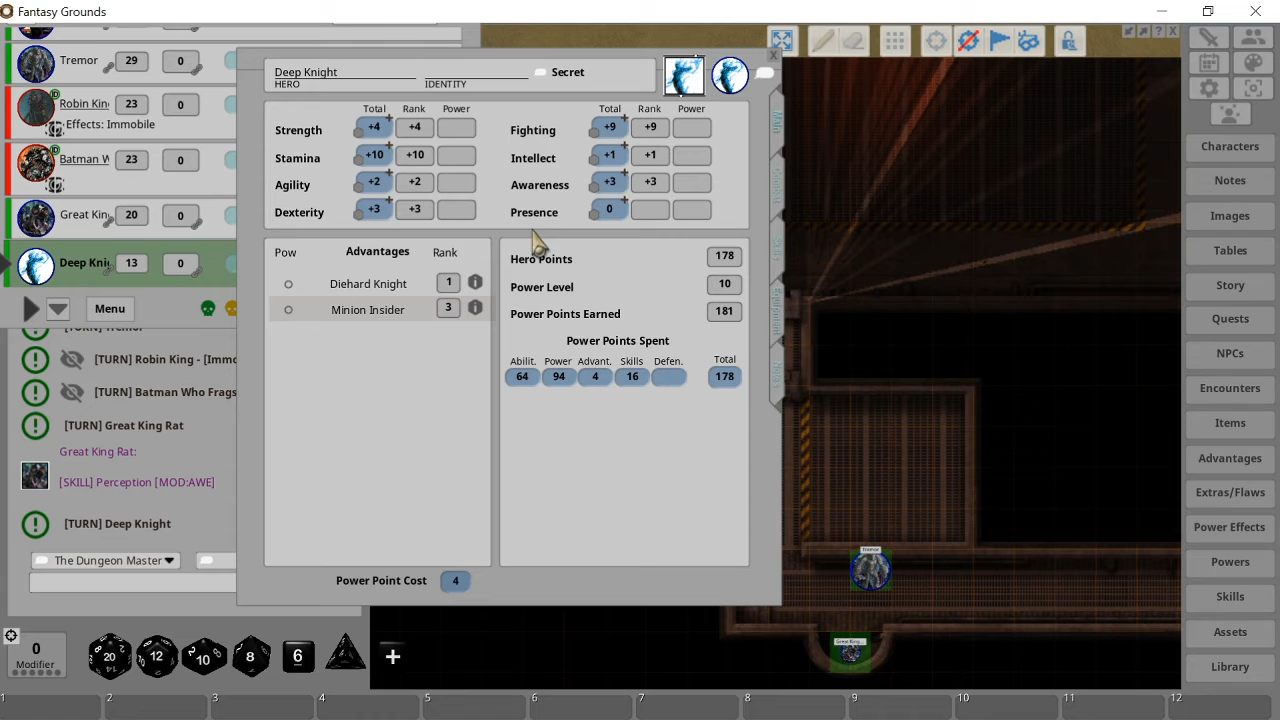 Fantasy Grounds
Tremor 29 0
Robin Kin 23 0
Effects: Immobile
Batman W 23 0
Great Kin 20 0
Deep Knig 13 0
Menu
[TURN] Robin King - [Immo
[TURN] Batman Who Frags
[TURN] Great King Rat
Great King Rat:
[SKILL] Perception [MOD:AWE]
[TURN] Deep Knight
The Dungeon Master
0
Modifier
20 12 10 8 6
Deep Knight
HERO IDENTITY
Secret
Total Rank Power Total Rank Power
Strength +4 +4 Fighting +9 +9
Stamina +10 +10 Intellect +1 +1
Agility +2 +2 Awareness +3 +3
Dexterity +3 +3 Presence 0
Pow Advantages Rank
Diehard Knight 1
Minion Insider 3
Hero Points 178
Power Level 10
Power Points Earned 181
Power Points Spent
Abilit. Power Advant. Skills Defen. Total
64 94 4 16 178
Power Point Cost 4
Main
Skills
Equipment
Notes
Tremor
Great King...
Characters
Notes
Images
Tables
Story
Quests
NPCs
Encounters
Items
Advantages
Extras/Flaws
Power Effects
Powers
Skills
Assets
Library
1 2 3 4 5 6 7 8 9 10 11 12